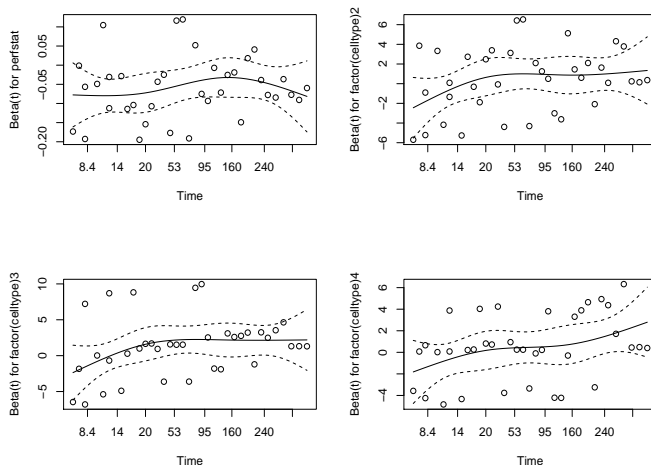 Beta(t) for perfstat
0.05
-0.05
-0.20
8.4 14 20 53 95 160 240
Time
Beta(t) for factor(celltype)2
6
4
2
0
-2
-6
8.4 14 20 53 95 160 240
Time
Beta(t) for factor(celltype)3
10
5
0
-5
8.4 14 20 53 95 160 240
Time
Beta(t) for factor(celltype)4
6
4
2
0
-4
8.4 14 20 53 95 160 240
Time